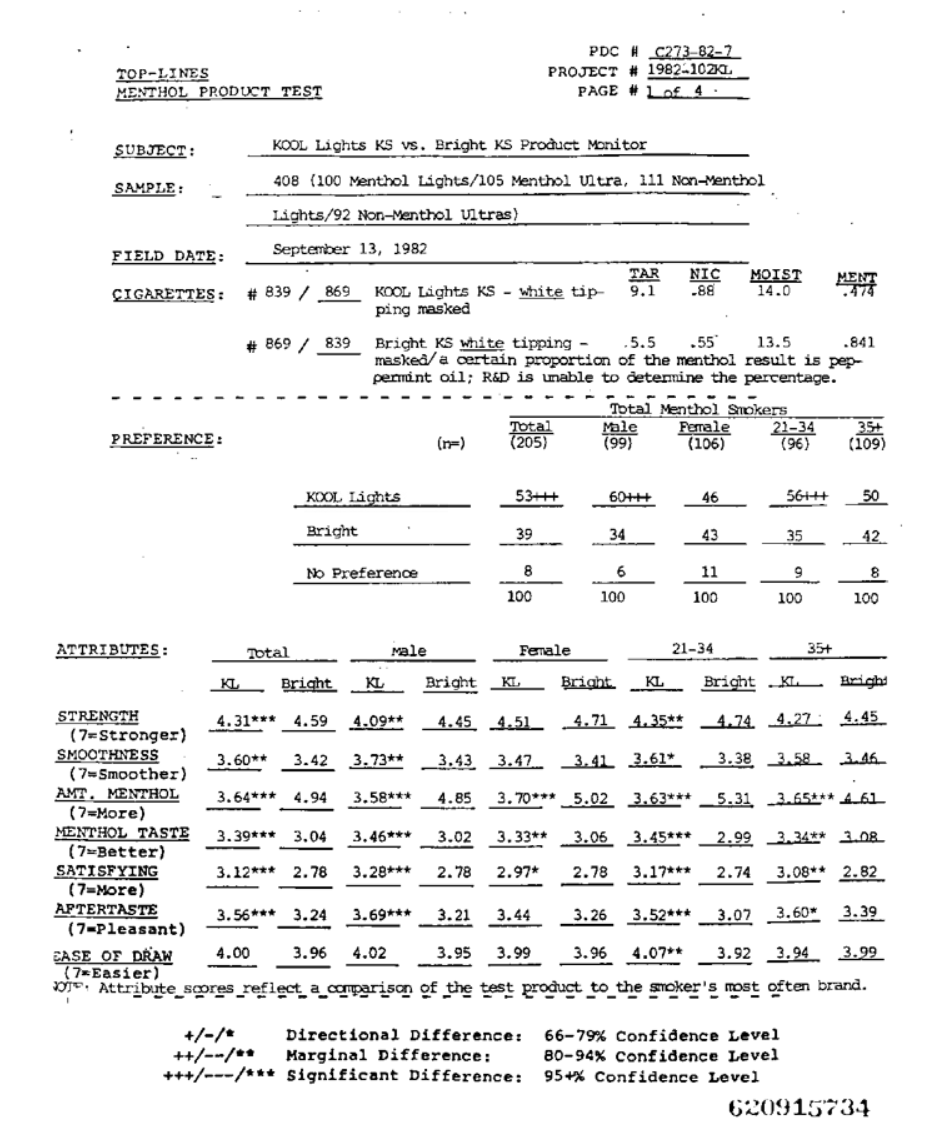 PDC # C273-82-7
TOP-LINES PROJECT # 1982-102KL
MENTHOL PRODUCT TEST PAGE # 1 of 4
SUBJECT: KOOL Lights KS vs. Bright KS Product Monitor
SAMPLE: 408 (100 Menthol Lights/105 Menthol Ultra, 111 Non-Menthol
Lights/92 Non-Menthol Ultras)
FIELD DATE: September 13, 1982
TAR NIC MOIST MENT
CIGARETTES: # 839 / 869 KOOL Lights KS - white tip- 9.1 .88 14.0 .474
ping masked
# 869 / 839 Bright KS white tipping - 5.5 .55 13.5 .841
masked/a certain proportion of the menthol result is pep-
permint oil; R&D is unable to determine the percentage.
Total Menthol Smokers
Total Male Female 21-34 35+
PREFERENCE: (n=) (205) (99) (106) (96) (109)
KOOL Lights 53+++ 60+++ 46 56+++ 50
Bright 39 34 43 35 42
No Preference 8 6 11 9 8
100 100 100 100 100
ATTRIBUTES: Total Male Female 21-34 35+
KL Bright KL Bright KL Bright KL Bright KL Bright
STRENGTH 4.31*** 4.59 4.09** 4.45 4.51 4.71 4.35** 4.74 4.27 4.45
(7=Stronger)
SMOOTHNESS 3.60** 3.42 3.73** 3.43 3.47 3.41 3.61* 3.38 3.58 3.46
(7=Smoother)
AMT. MENTHOL 3.64*** 4.94 3.58*** 4.85 3.70*** 5.02 3.63*** 5.31 3.65*** 4.61
(7=More)
MENTHOL TASTE 3.39*** 3.04 3.46*** 3.02 3.33** 3.06 3.45*** 2.99 3.34** 3.08
(7=Better)
SATISFYING 3.12*** 2.78 3.28*** 2.78 2.97* 2.78 3.17*** 2.74 3.08** 2.82
(7=More)
AFTERTASTE 3.56*** 3.24 3.69*** 3.21 3.44 3.26 3.52*** 3.07 3.60* 3.39
(7=Pleasant)
EASE OF DRAW 4.00 3.96 4.02 3.95 3.99 3.96 4.07** 3.92 3.94 3.99
(7=Easier)
NOTE: Attribute scores reflect a comparison of the test product to the smoker's most often brand.
+/-/* Directional Difference: 66-79% Confidence Level
++/--/** Marginal Difference: 80-94% Confidence Level
+++/---/*** Significant Difference: 95+% Confidence Level
620915734